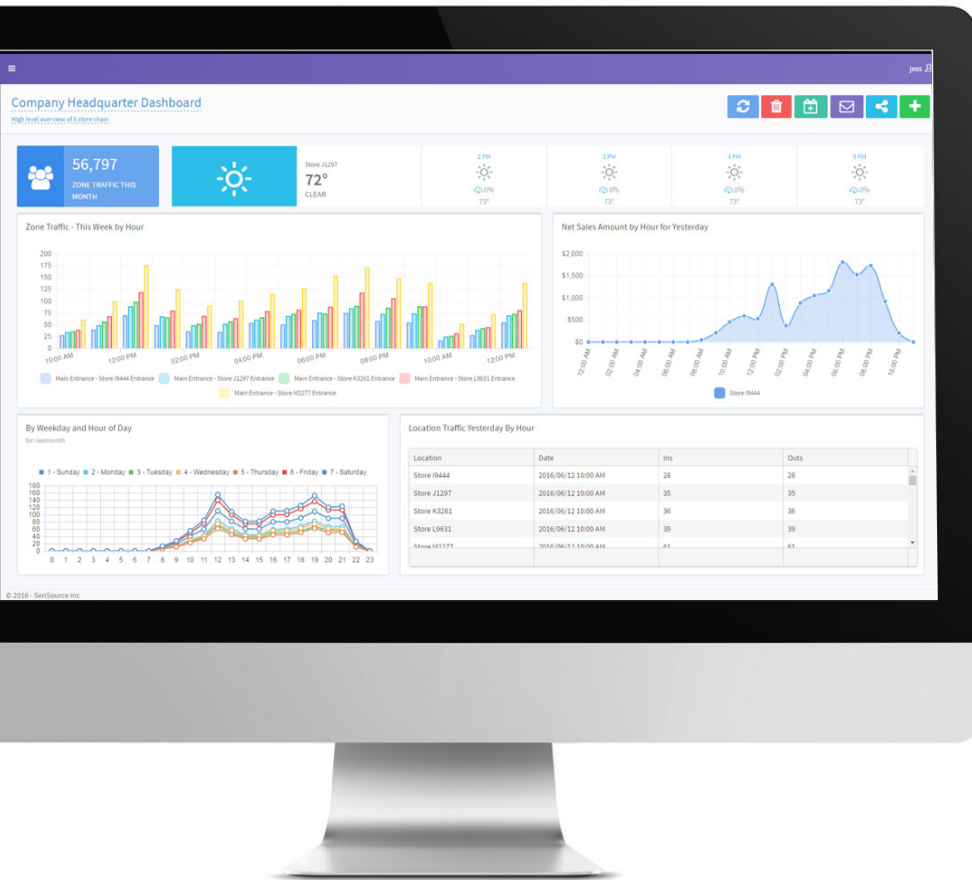 jess
Company Headquarter Dashboard
High level overview of 5 store chain
56,797
ZONE TRAFFIC THIS
MONTH
Store J1297
72°
CLEAR
2 PM
0%
73°
3 PM
0%
73°
4 PM
0%
73°
5 PM
0%
73°
Zone Traffic - This Week by Hour
200
175
150
125
100
75
50
25
0
10:00 AM 12:00 PM 02:00 PM 04:00 PM 06:00 PM 08:00 PM 10:00 AM 12:00 PM
Main Entrance - Store I9444 Entrance Main Entrance - Store J1297 Entrance Main Entrance - Store K3261 Entrance Main Entrance - Store L9631 Entrance
Main Entrance - Store M2277 Entrance
Net Sales Amount by Hour for Yesterday
$2,000
$1,500
$1,000
$500
$0
12:00 AM 02:00 AM 04:00 AM 06:00 AM 08:00 AM 10:00 AM 12:00 PM 02:00 PM 04:00 PM 06:00 PM 08:00 PM 10:00 PM
Store I9444
By Weekday and Hour of Day
for: lastmonth
1 - Sunday 2 - Monday 3 - Tuesday 4 - Wednesday 5 - Thursday 6 - Friday 7 - Saturday
180
160
140
120
100
80
60
40
20
0
0 1 2 3 4 5 6 7 8 9 10 11 12 13 14 15 16 17 18 19 20 21 22 23
Location Traffic Yesterday By Hour
Location Date Ins Outs
Store I9444 2016/06/12 10:00 AM 28 28
Store J1297 2016/06/12 10:00 AM 35 35
Store K3261 2016/06/12 10:00 AM 36 36
Store L9631 2016/06/12 10:00 AM 39 39
Store M2277 2016/06/12 10:00 AM 61 61
© 2016 - SenSource Inc